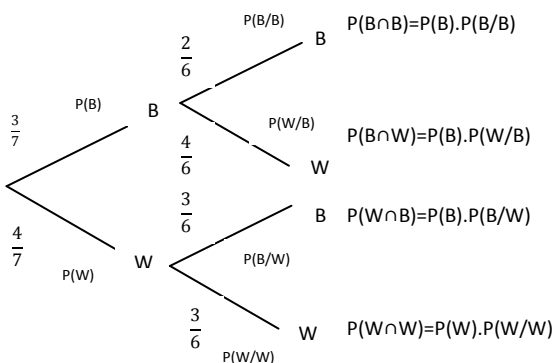 P(B/B)
P(B∩B)=P(B).P(B/B)
2/6
B
P(B)
3/7
B
P(W/B)
P(B∩W)=P(B).P(W/B)
4/6
W
3/6
B
P(W∩B)=P(B).P(B/W)
4/7
W
P(B/W)
P(W)
3/6
W
P(W∩W)=P(W).P(W/W)
P(W/W)